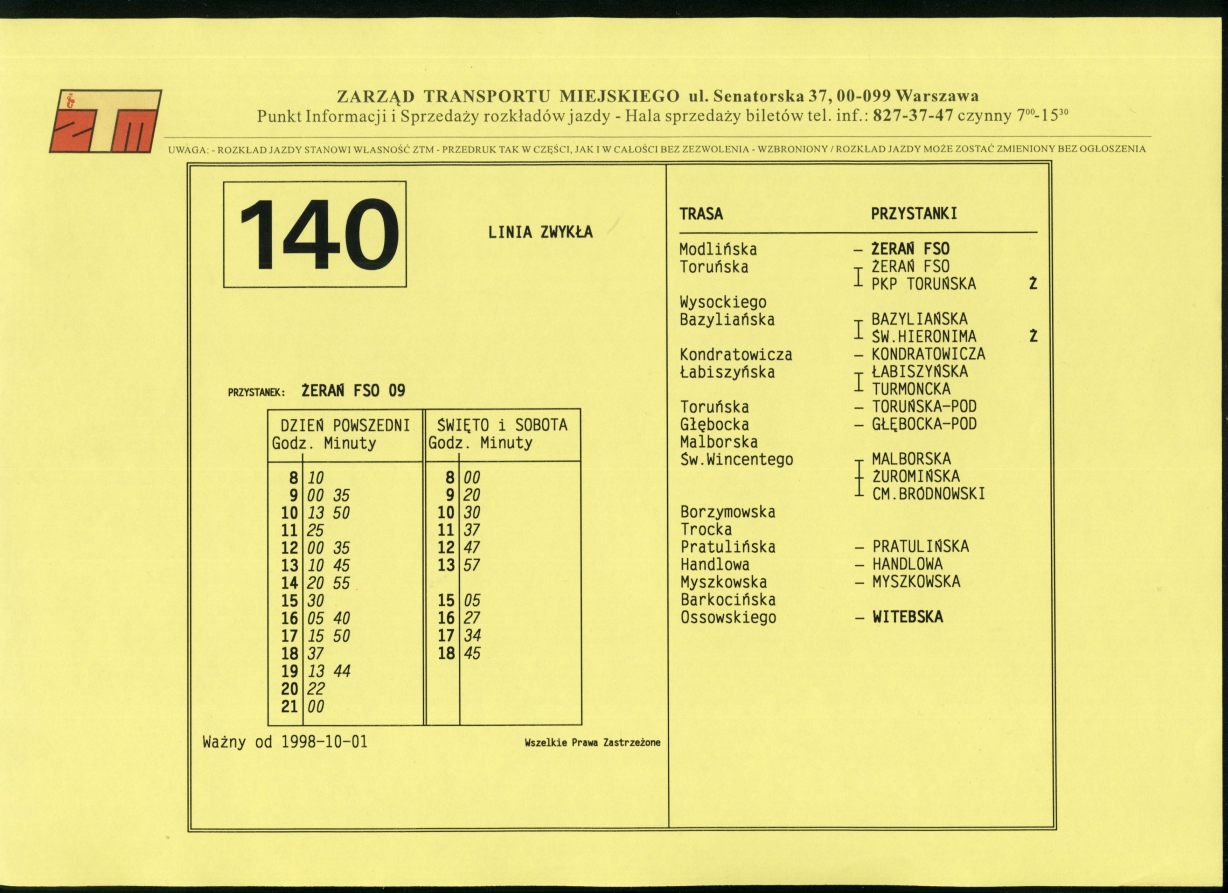 ZARZĄD TRANSPORTU MIEJSKIEGO ul. Senatorska 37, 00-099 Warszawa
Punkt Informacji i Sprzedaży rozkładów jazdy - Hala sprzedaży biletów tel. inf.: 827-37-47 czynny 7⁰⁰-15³⁰
ZTM
UWAGA: - ROZKŁAD JAZDY STANOWI WŁASNOŚĆ ZTM - PRZEDRUK TAK W CZĘŚCI, JAK I W CAŁOŚCI BEZ ZEZWOLENIA - WZBRONIONY / ROZKŁAD JAZDY MOŻE ZOSTAĆ ZMIENIONY BEZ OGŁOSZENIA
140
LINIA ZWYKŁA
PRZYSTANEK: ŻERAŃ FSO 09
DZIEŃ POWSZEDNI
Godz. Minuty
8 10
9 00 35
10 13 50
11 25
12 00 35
13 10 45
14 20 55
15 30
16 05 40
17 15 50
18 37
19 13 44
20 22
21 00
ŚWIĘTO i SOBOTA
Godz. Minuty
8 00
9 20
10 30
11 37
12 47
13 57
15 05
16 27
17 34
18 45
Ważny od 1998-10-01
Wszelkie Prawa Zastrzeżone
TRASA PRZYSTANKI
Modlińska – ŻERAŃ FSO
Toruńska ŻERAŃ FSO
PKP TORUŃSKA Ż
Wysockiego
Bazyliańska BAZYLIAŃSKA
ŚW.HIERONIMA Ż
Kondratowicza – KONDRATOWICZA
Łabiszyńska ŁABISZYŃSKA
TURMONCKA
Toruńska – TORUŃSKA-POD
Głębocka – GŁĘBOCKA-POD
Malborska
Św.Wincentego MALBORSKA
ŻUROMIŃSKA
CM.BRÓDNOWSKI
Borzymowska
Trocka
Pratulińska – PRATULIŃSKA
Handlowa – HANDLOWA
Myszkowska – MYSZKOWSKA
Barkocińska
Ossowskiego – WITEBSKA